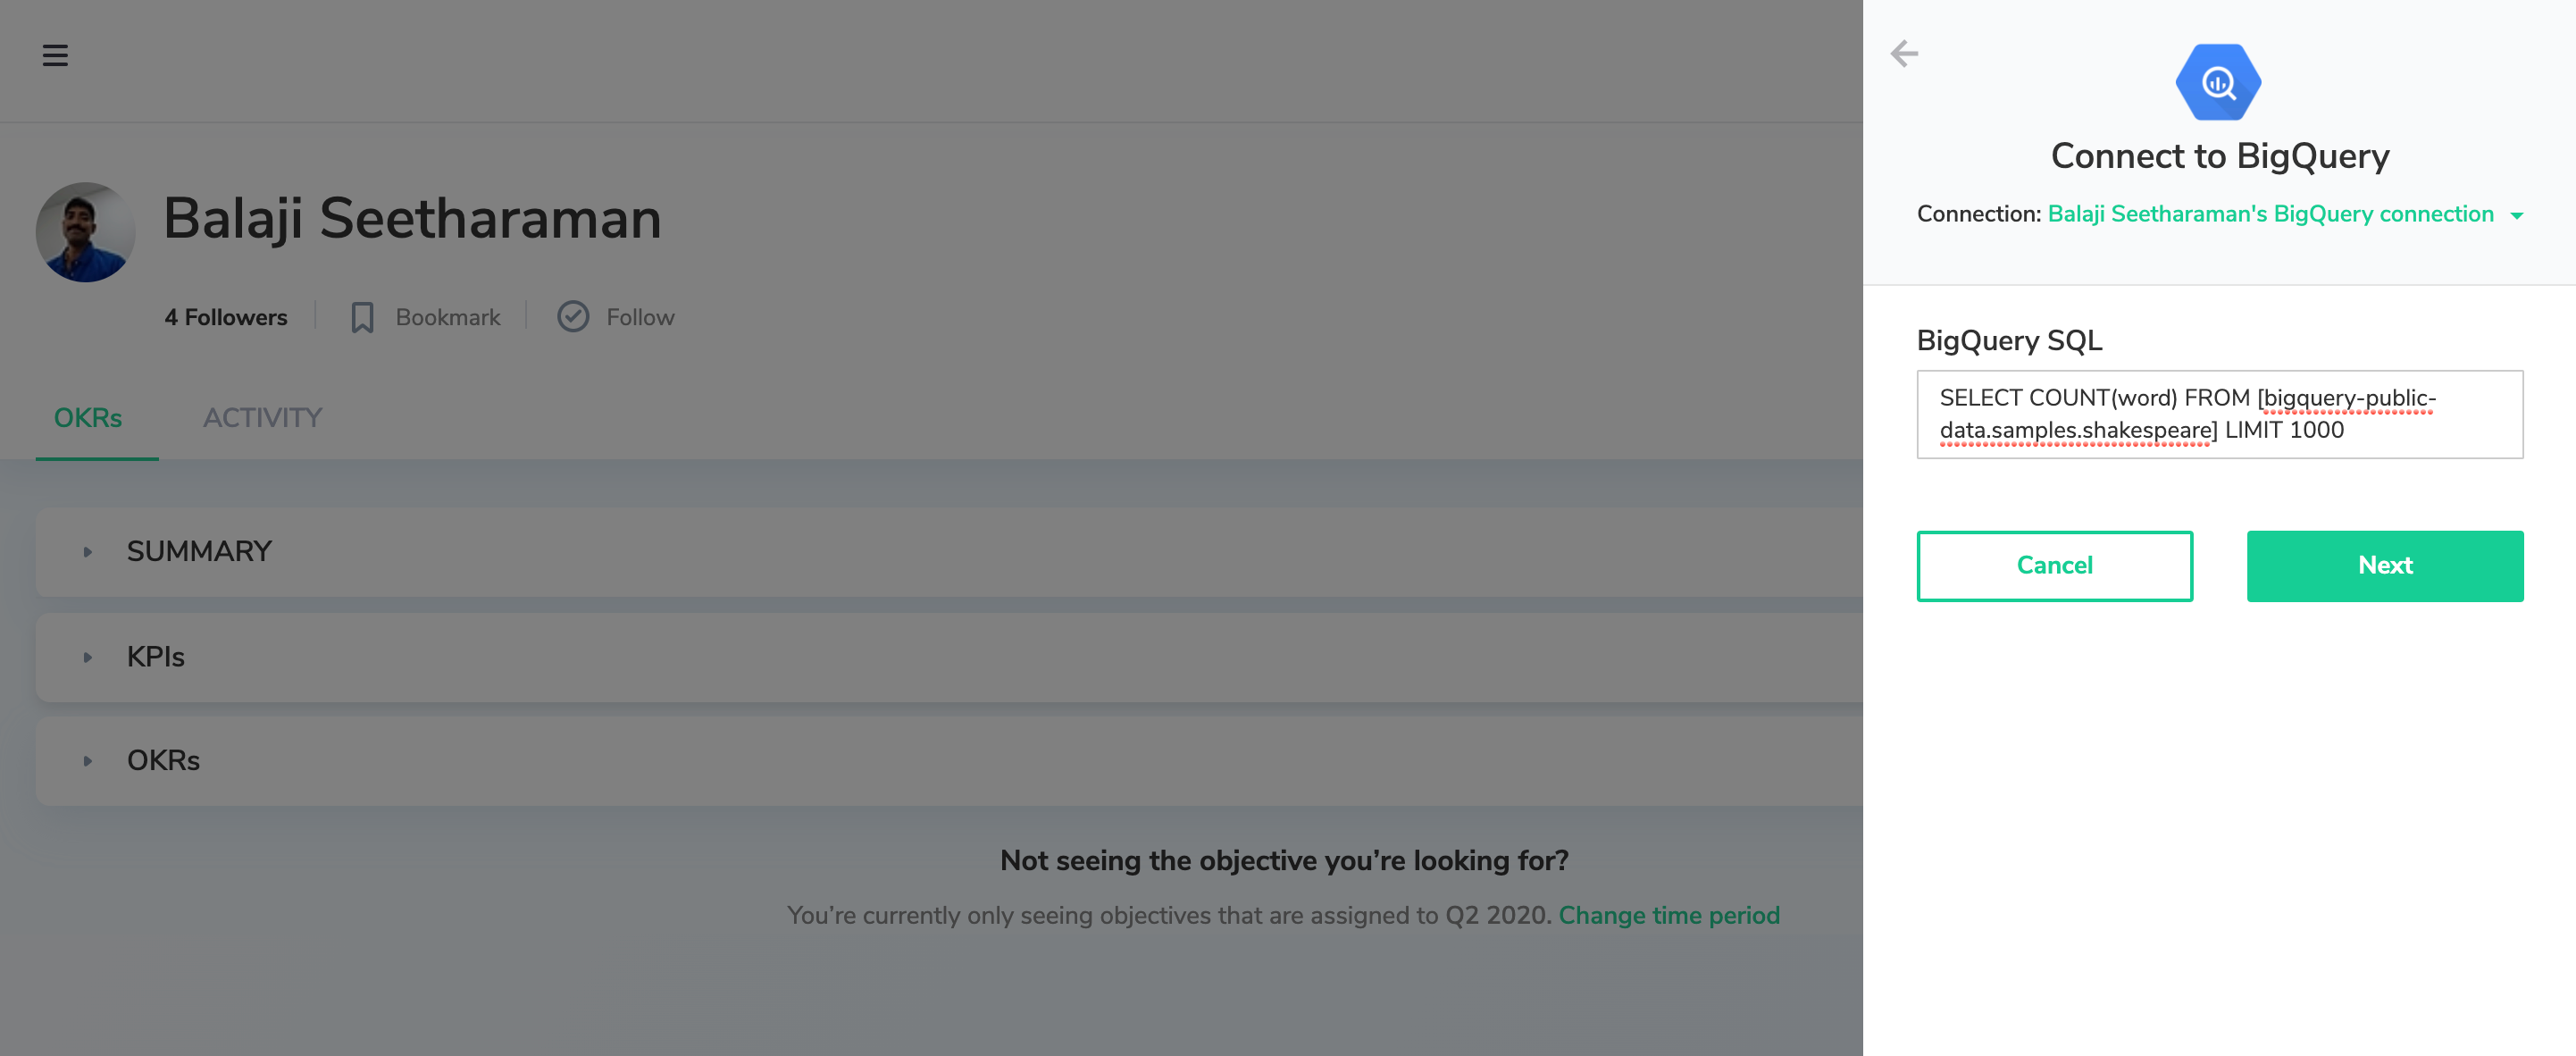 Balaji Seetharaman
4 Followers
Bookmark
Follow
OKRs
ACTIVITY
SUMMARY
KPIs
OKRs
Not seeing the objective you’re looking for?
You’re currently only seeing objectives that are assigned to Q2 2020. Change time period
Connect to BigQuery
Connection: Balaji Seetharaman's BigQuery connection
BigQuery SQL
SELECT COUNT(word) FROM [bigquery-public-
data.samples.shakespeare] LIMIT 1000
Cancel
Next